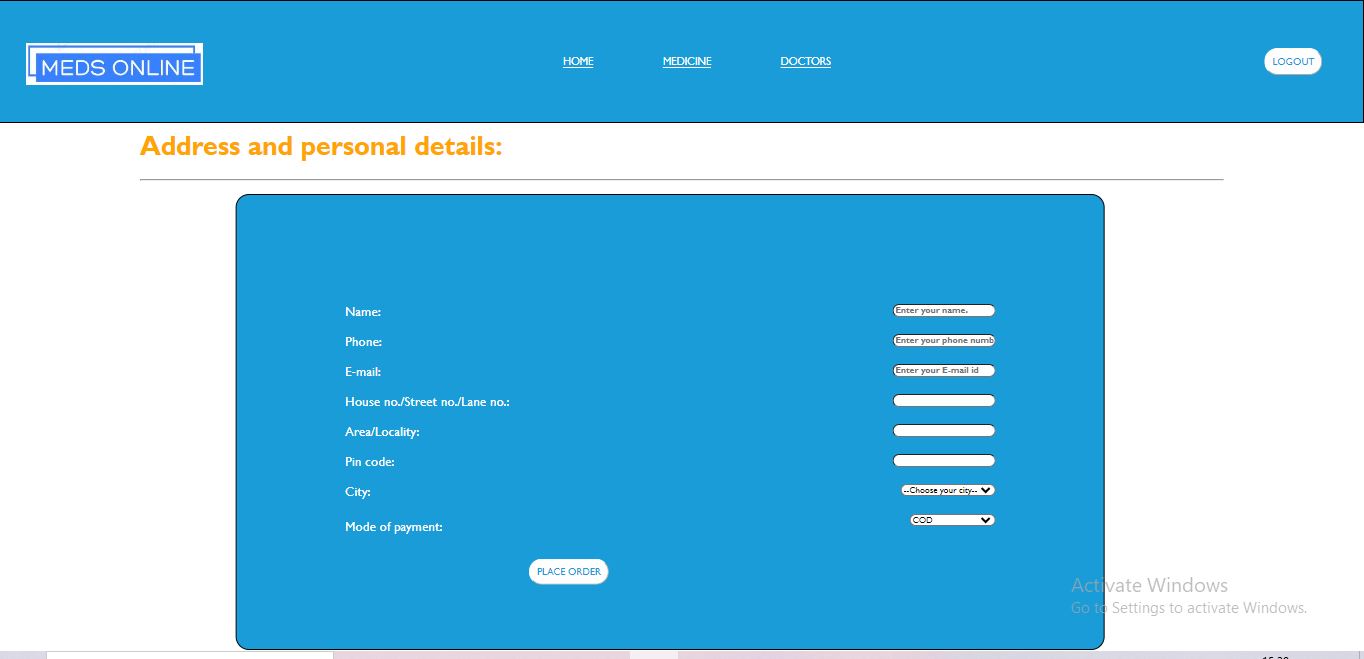 MEDS ONLINE
HOME MEDICINE DOCTORS LOGOUT
Address and personal details:
Name: Enter your name.
Phone: Enter your phone numb
E-mail: Enter your E-mail id
House no./Street no./Lane no.:
Area/Locality:
Pin code:
City: --Choose your city--
Mode of payment: COD
PLACE ORDER
Activate Windows
Go to Settings to activate Windows.